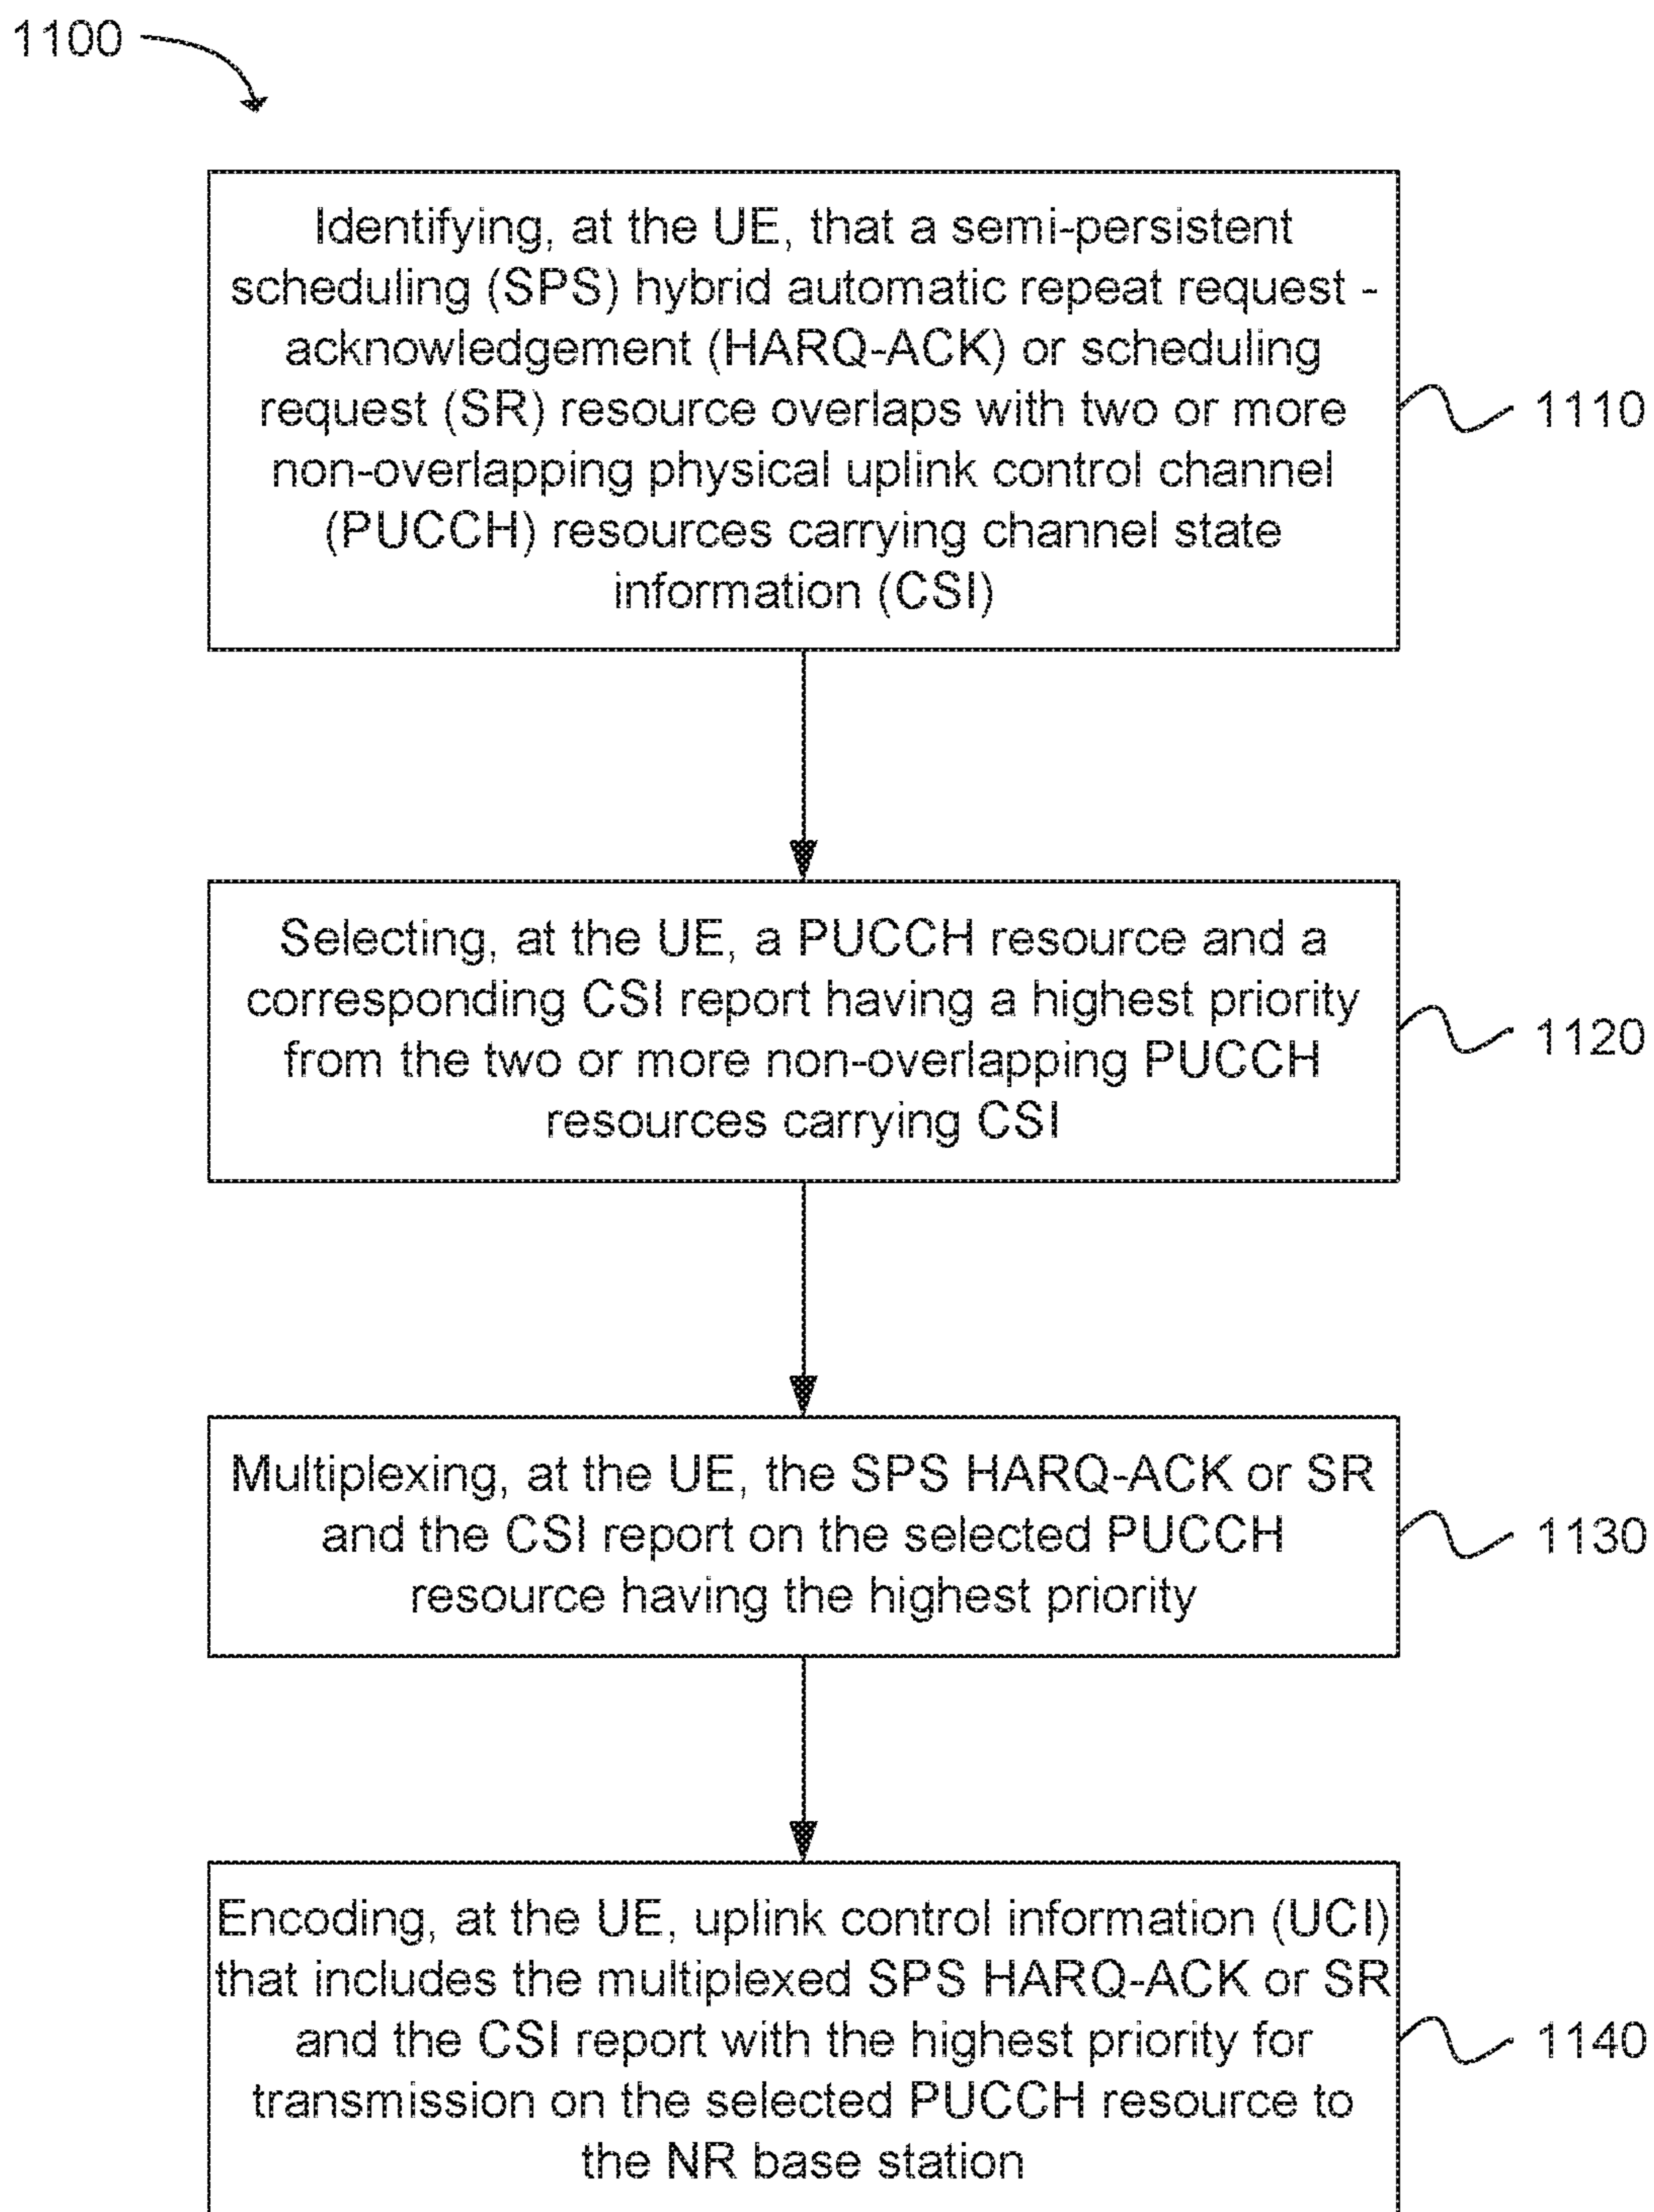 1100
Identifying, at the UE, that a semi-persistent
scheduling (SPS) hybrid automatic repeat request -
acknowledgement (HARQ-ACK) or scheduling
request (SR) resource overlaps with two or more
non-overlapping physical uplink control channel
(PUCCH) resources carrying channel state
information (CSI)
1110
Selecting, at the UE, a PUCCH resource and a
corresponding CSI report having a highest priority
from the two or more non-overlapping PUCCH
resources carrying CSI
1120
Multiplexing, at the UE, the SPS HARQ-ACK or SR
and the CSI report on the selected PUCCH
resource having the highest priority
1130
Encoding, at the UE, uplink control information (UCI)
that includes the multiplexed SPS HARQ-ACK or SR
and the CSI report with the highest priority for
transmission on the selected PUCCH resource to
the NR base station
1140